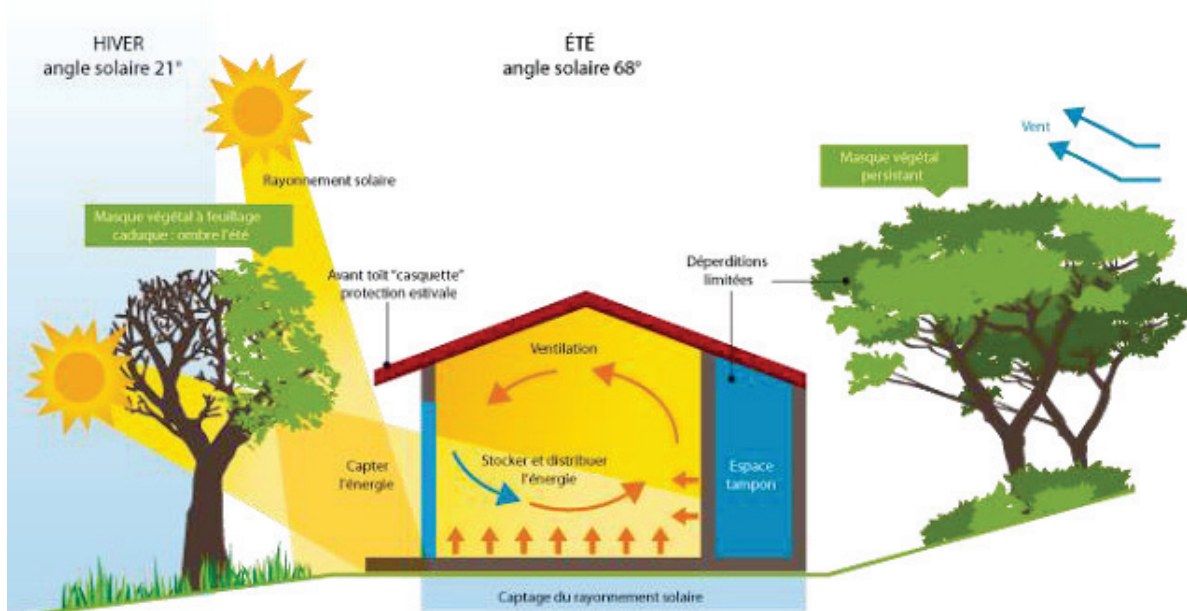 HIVER
angle solaire 21°
ÉTÉ
angle solaire 68°
Vent
Masque végétal
persistant
Rayonnement solaire
Masque végétal à feuillage
caduque : ombre l'été
Avant toît "casquette"
protection estivale
Déperditions
limitées
Ventilation
Capter
l'énergie
Stocker et distribuer
l'énergie
Espace
tampon
Captage du rayonnement solaire